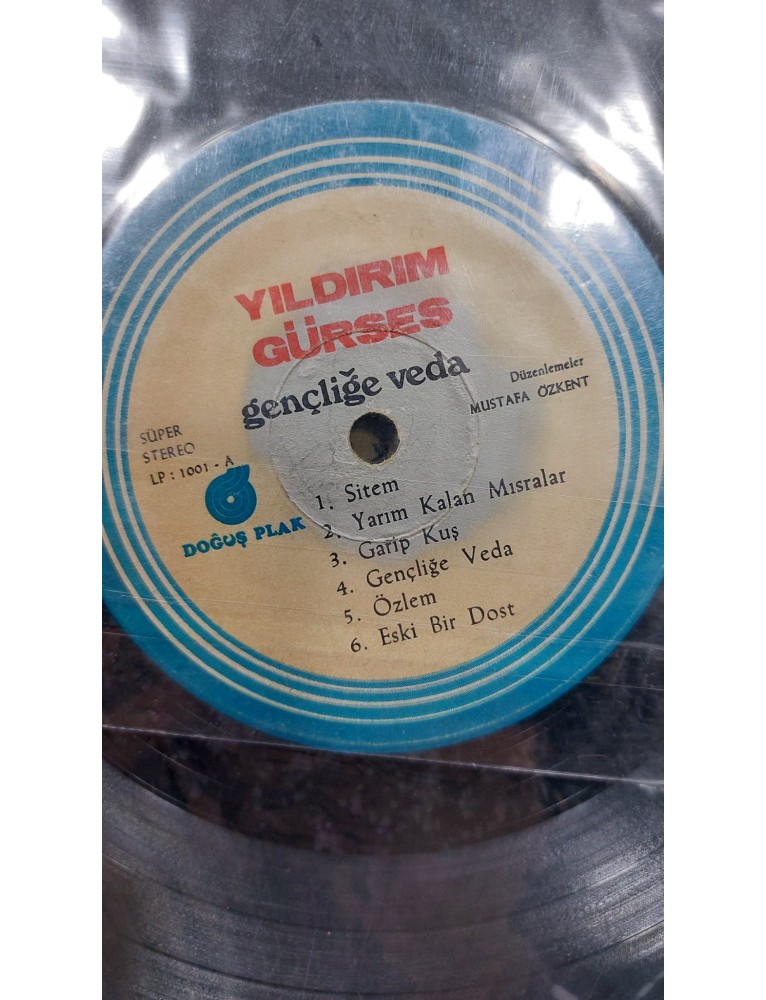 YILDIRIM
GÜRSES
gençliğe veda
Düzenlemeler
MUSTAFA ÖZKENT
SÜPER
STEREO
LP : 1001 - A
DOĞUŞ PLAK
1. Sitem
2. Yarım Kalan Mısralar
3. Garip Kuş
4. Gençliğe Veda
5. Özlem
6. Eski Bir Dost